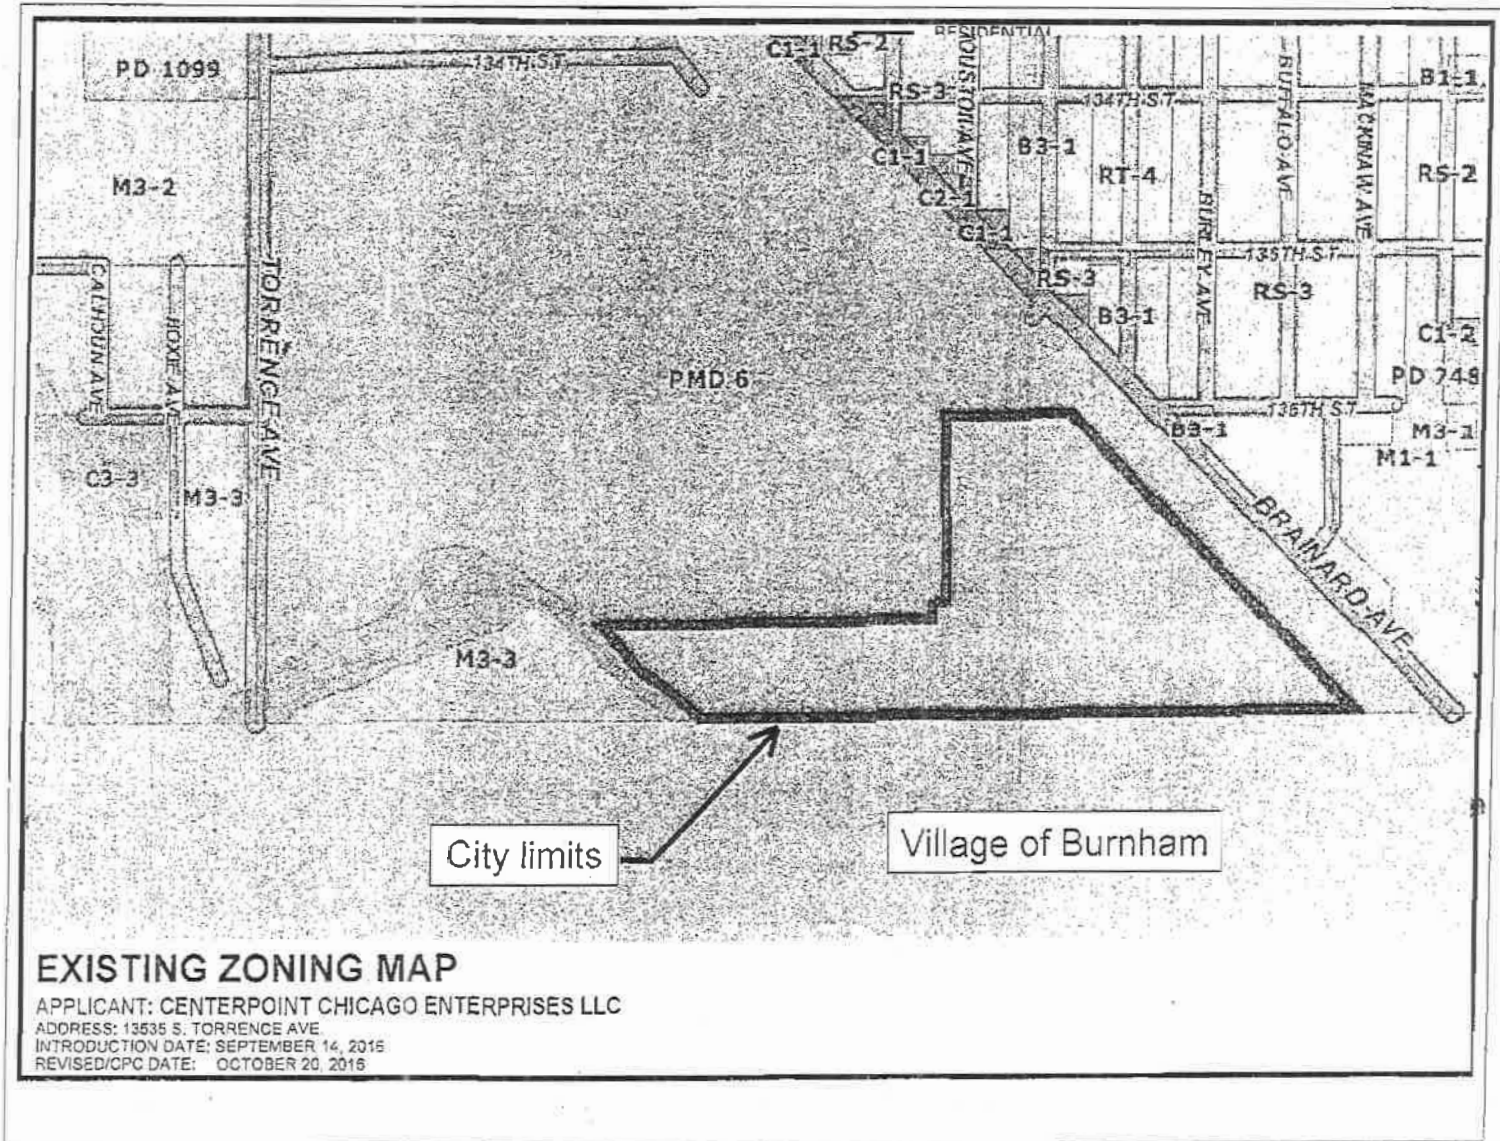 C1-1
RS-2
RESIDENTIAL
PD 1099
134TH ST
HOUSTON AVE
BUFFALO AVE
MACKINAW AVE
B1-1
RS-3
134TH ST
C1-1
B3-1
RT-4
RS-2
M3-2
C2-1
BURLEY AVE
C1-1
135TH ST
CALHOUN AVE
HOXIE AVE
TORRENCE AVE
RS-3
RS-3
B3-1
C1-2
PMD 6
PD 748
136TH ST
B3-1
M3-1
M1-1
C3-3
M3-3
BRAINARD AVE
M3-3
City limits
Village of Burnham
EXISTING ZONING MAP
APPLICANT: CENTERPOINT CHICAGO ENTERPRISES LLC
ADDRESS: 13535 S. TORRENCE AVE.
INTRODUCTION DATE: SEPTEMBER 14, 2016
REVISED/CPC DATE: OCTOBER 20, 2016